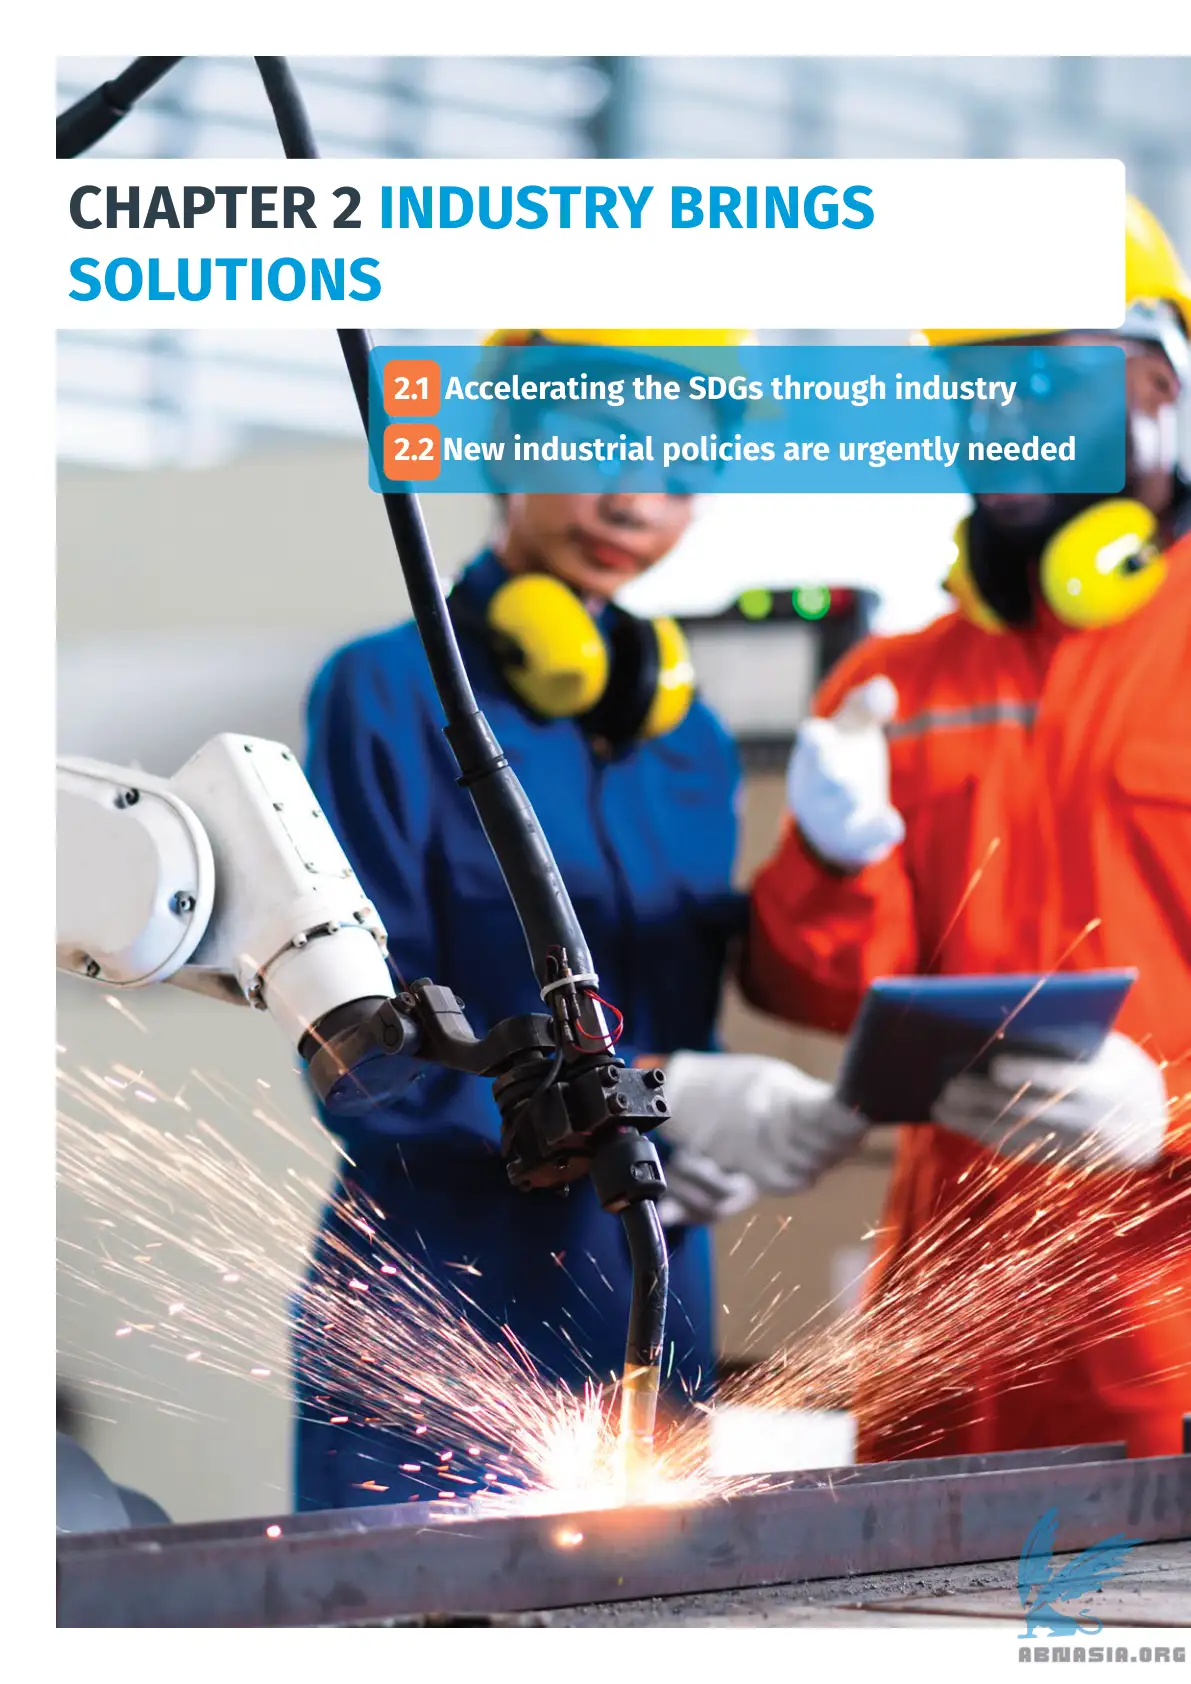 CHAPTER 2 INDUSTRY BRINGS
SOLUTIONS
2.1 Accelerating the SDGs through industry
2.2 New industrial policies are urgently needed
ABNASIA.ORG